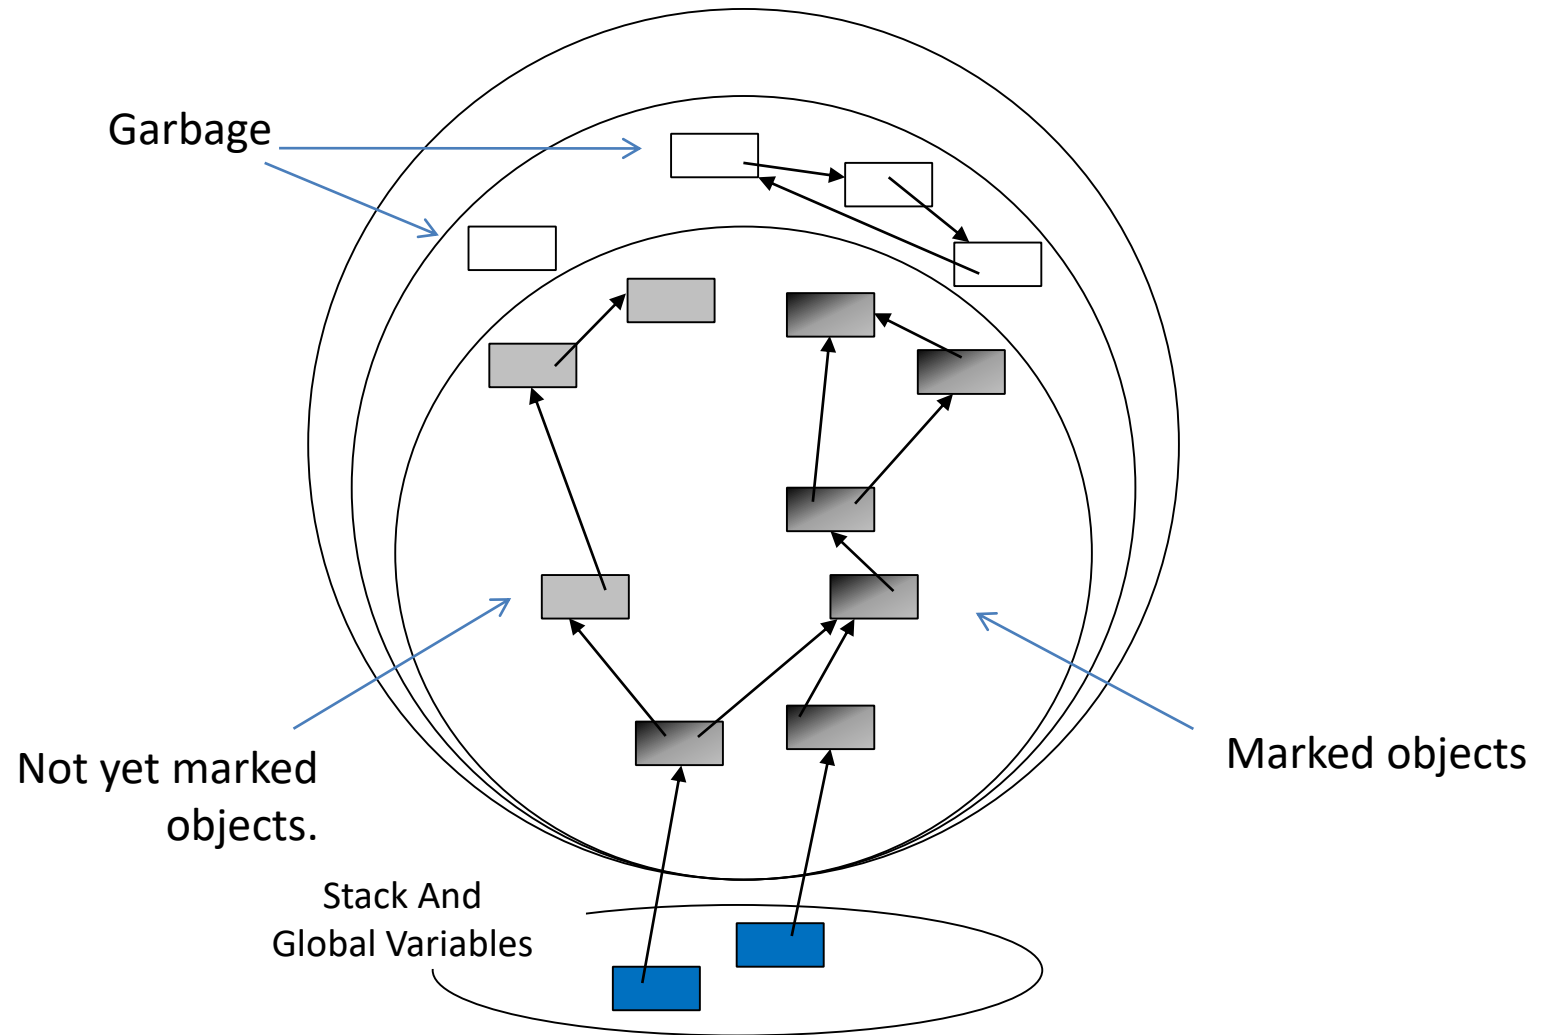 Garbage
Not yet marked
objects.
Marked objects
Stack And
Global Variables